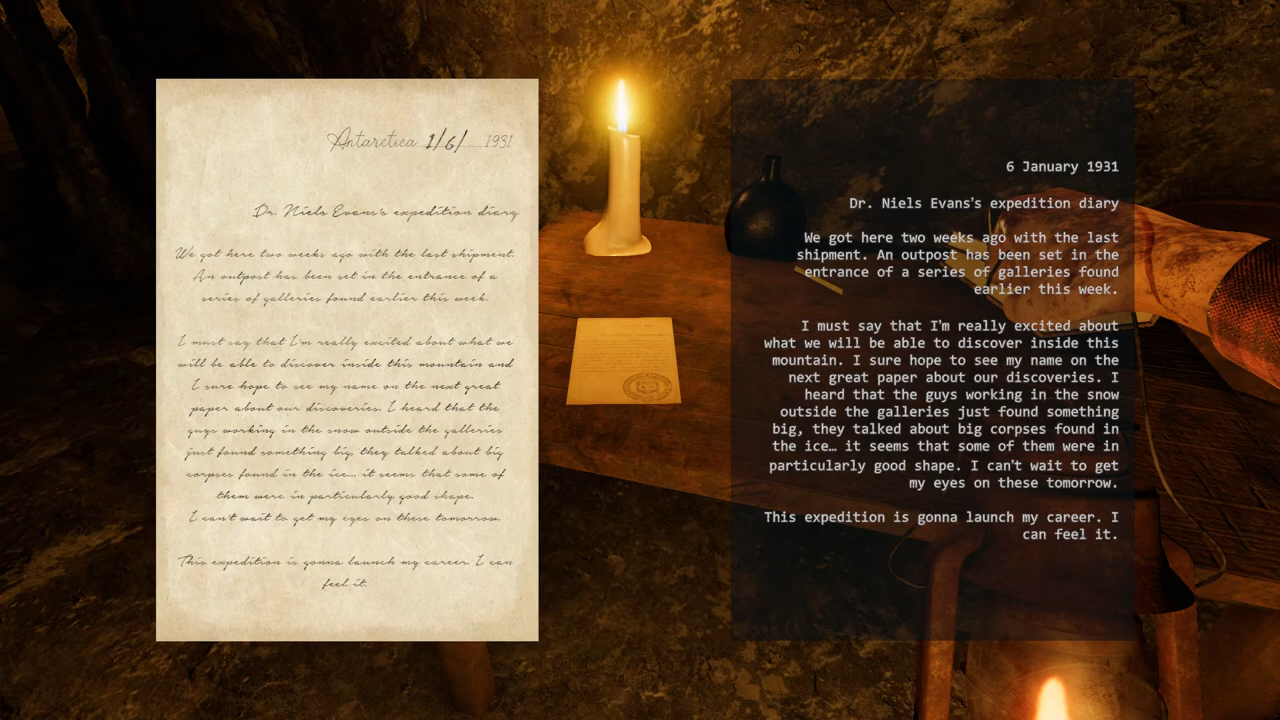 Antarctica 1/6/ 1931
Dr. Niels Evans's expedition diary
We got here two weeks ago with the last shipment.
An outpost has been set in the entrance of a
series of galleries found earlier this week.
I must say that I'm really excited about what we
will be able to discover inside this mountain and
I sure hope to see my name on the next great
paper about our discoveries. I heard that the
guys working in the snow outside the galleries
just found something big, they talked about big
corpses found in the ice... it seems that some of
them were in particularly good shape.
I can't wait to get my eyes on these tomorrow.
This expedition is gonna launch my career. I can
feel it.
6 January 1931
Dr. Niels Evans's expedition diary
We got here two weeks ago with the last
shipment. An outpost has been set in the
entrance of a series of galleries found
earlier this week.
I must say that I'm really excited about
what we will be able to discover inside this
mountain. I sure hope to see my name on the
next great paper about our discoveries. I
heard that the guys working in the snow
outside the galleries just found something
big, they talked about big corpses found in
the ice… it seems that some of them were in
particularly good shape. I can't wait to get
my eyes on these tomorrow.
This expedition is gonna launch my career. I
can feel it.